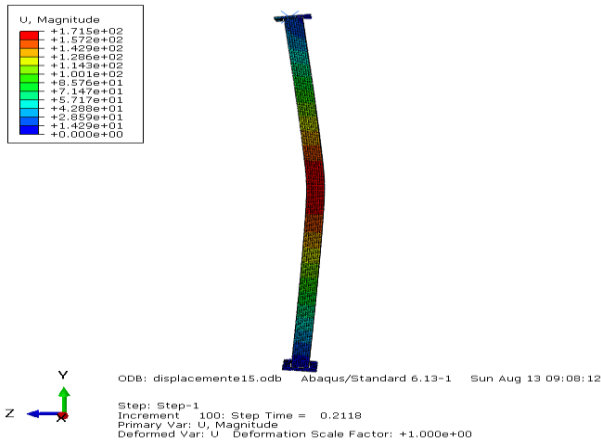 U, Magnitude
+1.715e+02
+1.572e+02
+1.429e+02
+1.286e+02
+1.143e+02
+1.001e+02
+8.576e+01
+7.147e+01
+5.717e+01
+4.288e+01
+2.859e+01
+1.429e+01
+0.000e+00
Y
Z
X
ODB: displacemente15.odb Abaqus/Standard 6.13-1 Sun Aug 13 09:08:12
Step: Step-1
Increment 100: Step Time = 0.2118
Primary Var: U, Magnitude
Deformed Var: U Deformation Scale Factor: +1.000e+00